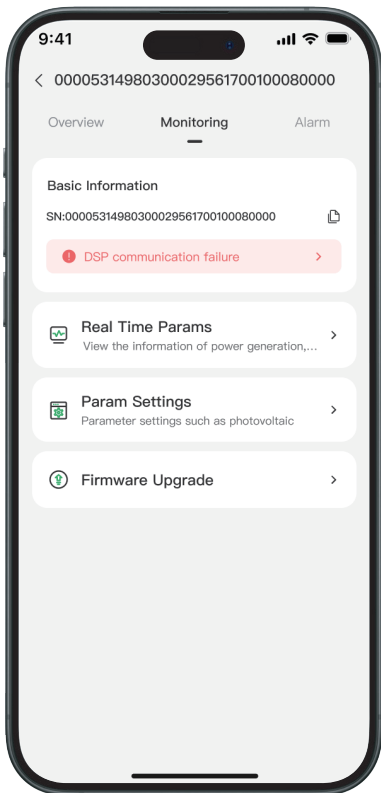 9:41
00005314980300029561700100080000
Overview
Monitoring
Alarm
Basic Information
SN:00005314980300029561700100080000
DSP communication failure
Real Time Params
View the information of power generation,...
Param Settings
Parameter settings such as photovoltaic
Firmware Upgrade